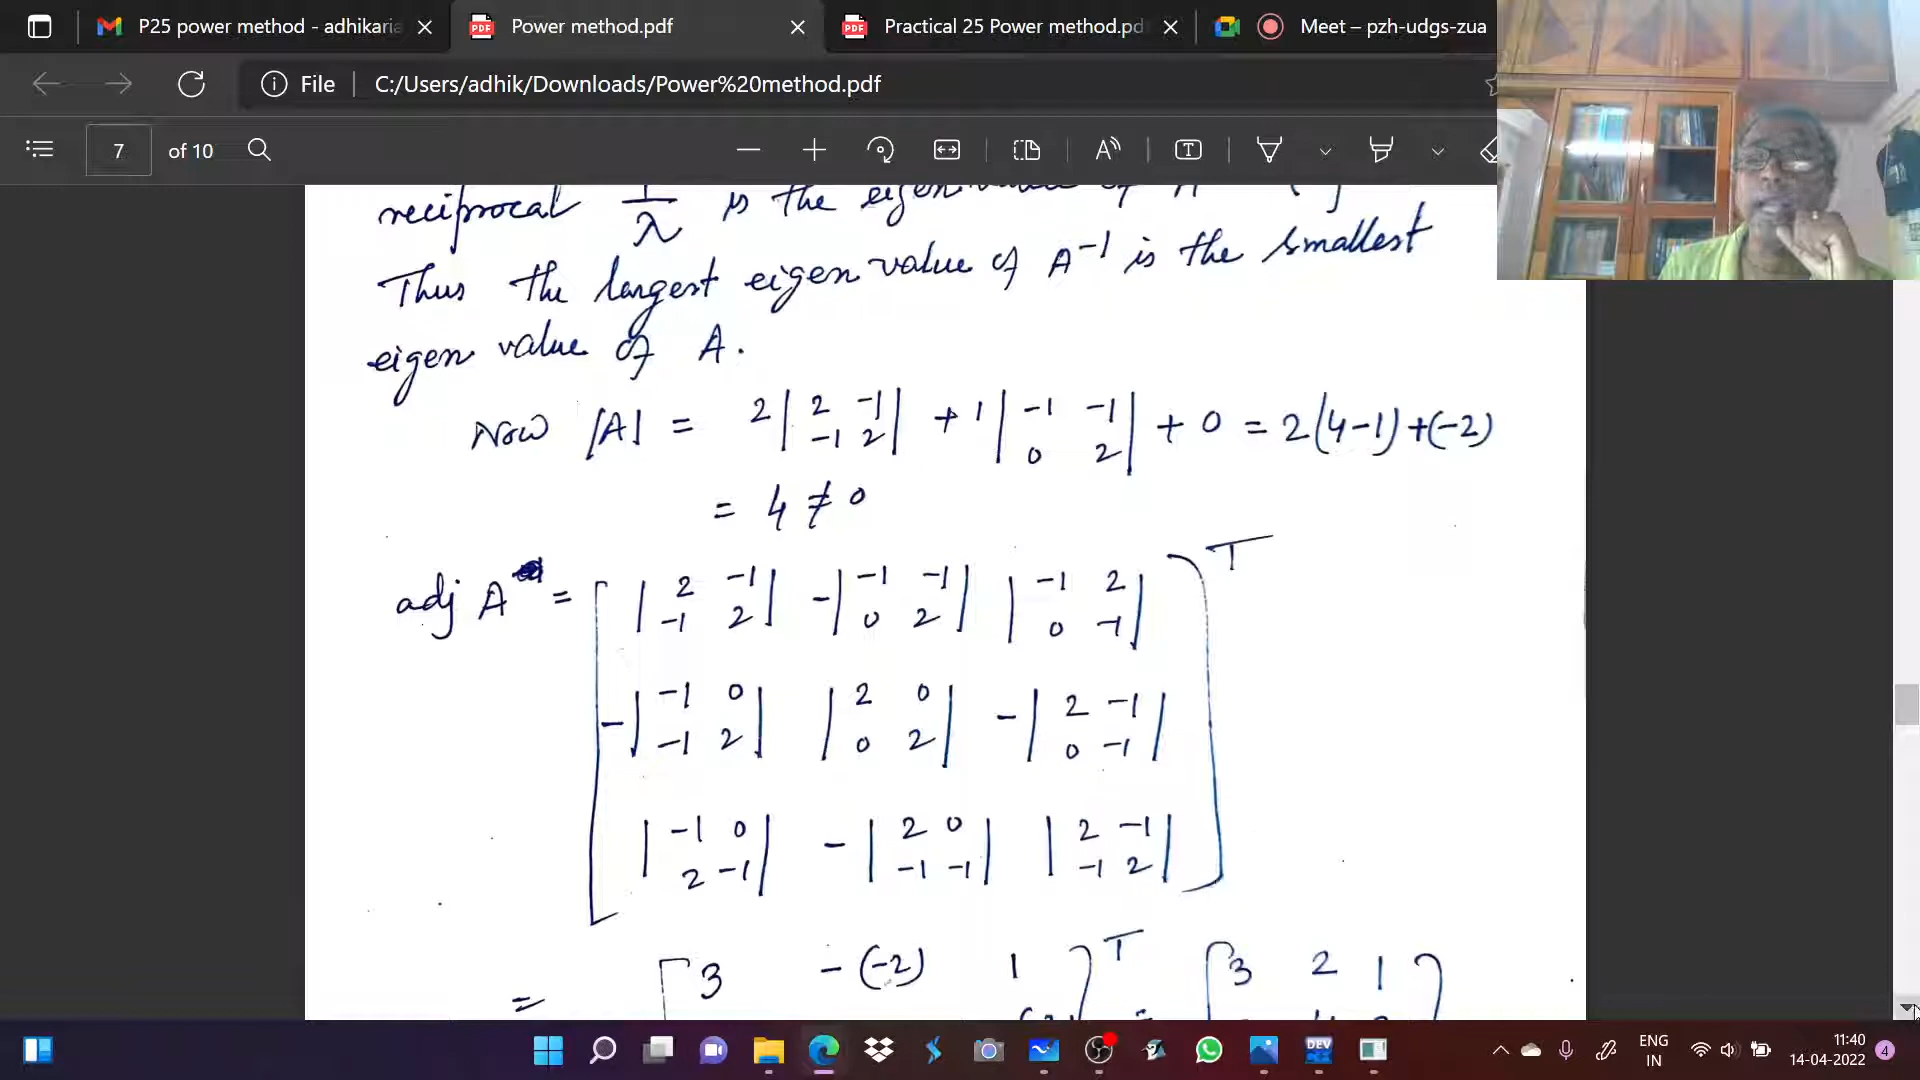 P25 power method - adhikaria
Power method.pdf
Practical 25 Power method.pd
Meet – pzh-udgs-zua
File
C:/Users/adhik/Downloads/Power%20method.pdf
7 of 10
reciprocal 1/λ is the eigen value of
Thus the largest eigen value of A⁻¹ is the smallest
eigen value of A.
Now |A| = 2 | 2 -1 | + 1 | -1 -1 | + 0 = 2(4-1)+(-2)
-1 2 0 2
= 4 ≠ 0
adj A = [ | 2 -1 | - | -1 -1 | | -1 2 | ]ᵀ
-1 2 0 2 0 -1
- | -1 0 | | 2 0 | - | 2 -1 |
-1 2 0 2 0 -1
| -1 0 | - | 2 0 | | 2 -1 |
2 -1 -1 -1 -1 2
= [ 3 -(-2) 1 ]ᵀ = [ 3 2 1 ]
DEV
ENG
IN
11:40
14-04-2022
4